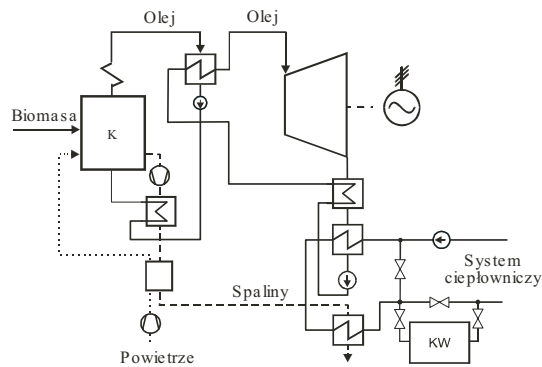 Olej
Olej
Biomasa
K
System
ciepłowniczy
Spaliny
KW
Powietrze